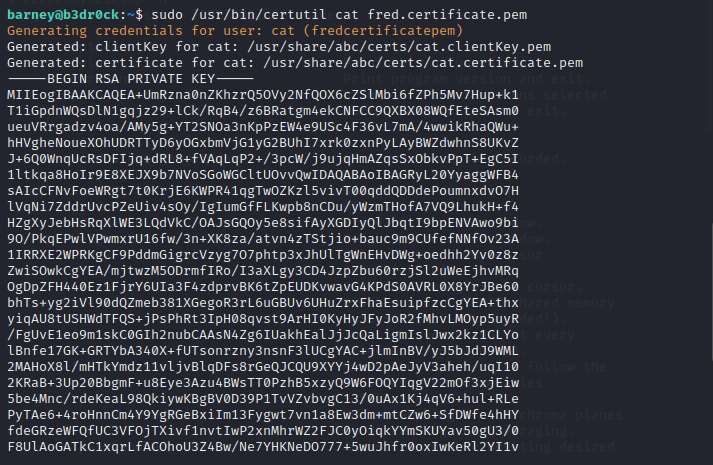 barney@b3dr0ck:~$ sudo /usr/bin/certutil cat fred.certificate.pem
Generating credentials for user: cat (fredcertificatepem)
Generated: clientKey for cat: /usr/share/abc/certs/cat.clientKey.pem
Generated: certificate for cat: /usr/share/abc/certs/cat.certificate.pem
-----BEGIN RSA PRIVATE KEY-----
MIIEogIBAAKCAQEA+UmRzna0nZKhzrQ5OVy2NfQOX6cZSlMbi6fZPh5Mv7Hup+k1
T1iGpdnWQsDlN1gqjz29+lCk/RqB4/z6BRatgm4ekCNFCC9QXBX08WQfEteSAsm0
ueuVRrgadzv4oa/AMy5g+YT2SNOa3nKpPzEW4e9USc4F36vL7mA/4wwikRhaQWu+
hHVgheNoueXOhUDRTTyD6yOGxbmVjG1yG2BUhI7xrk0zxnPyLAyBWZdwhnS8UKvZ
J+6Q0WnqUcRsDFIjq+dRL8+fVAqLqP2+/3pcW/j9ujqHmAZqsSxObkvPpT+EgC5I
1ltkqa8HoIr9E8XEJX9b7NVoSGoWGCltUOvvQwIDAQABAoIBAGRyL20YyaggWFB4
sAIcCFNvFoeWRgt7t0KrjE6KWPR41qgTwOZKzl5vivT00qddQDDdePoumnxdvO7H
lVqNi7ZddrUvcPZeUiv4sOy/IgIumGfFLKwpb8nCDu/yWzmTHofA7VQ9LhukH+f4
HZgXyJebHsRqXlWE3LQdVkC/OAJsGQOy5e8sifAyXGDIyQlJbqtI9bpENVAwo9bi
9O/PkqEPwlVPwmxrU16fw/3n+XK8za/atvn4zTStjio+bauc9m9CUfefNNfOv23A
1IRRXE2WPRKgCF9PddmGigrcVzyg7O7phtp3xJhUlTgWnEHvDWg+oedhh2Yv0z8z
ZwiSOwkCgYEA/mjtwzM5ODrmfIRo/I3aXLgy3CD4JzpZbu60rzjSl2uWeEjhvMRq
OgDpZFH440Ez1FjrY6UIa3F4zdprvBK6tZpEUDKvwavG4KPdS0AVRL0X8YrJBe60
bhTs+yg2iVl90dQZmeb381XGegoR3rL6uGBUv6UHuZrxFhaEsuipfzcCgYEA+thx
yiqAU8tUSHWdTFQS+jPsPhRt3IpH08qvst9ArHI0KyHyJFyJoR2fMhvLMOyp5uyR
/FgUvE1eo9m1skC0GIh2nubCAAsN4Zg6IUakhEalJjJcQaLigmIslJwx2kz1CLYo
lBnfe17GK+GRTYbA340X+fUTsonrzny3nsnF3lUCgYAC+jlmInBV/yJ5bJdJ9WML
2MAHoX8l/mHTkYmdz11vljvBlqDFs8rGeQJCQU9XYYj4wD2pAeJyV3aheh/uqI10
2KRaB+3Up20BbgmF+u8Eye3Azu4BWsTT0PzhB5xzyQ9W6FOQYIqgV22mOf3xjEiw
5be4Mnc/rdeKeaL98QkiywKBgBV0D39P1TvVZvbvgC13/0uAx1Kj4qV6+hul+RLe
PyTAe6+4roHnnCm4Y9YgRGeBxiIm13Fygwt7vn1a8Ew3dm+mtCZw6+SfDWfe4hHY
fdeGRzeWFQfUC3VFOjTXivf1nvtIwP2xnMhrWZ2FJC0yOiqkYYmSKUYav50gU3/0
F8UlAoGATkC1xqrLfACOhoU3Z4Bw/Ne7YHKNeDO777+5wuJhfr0oxIwKeRl2YI1v